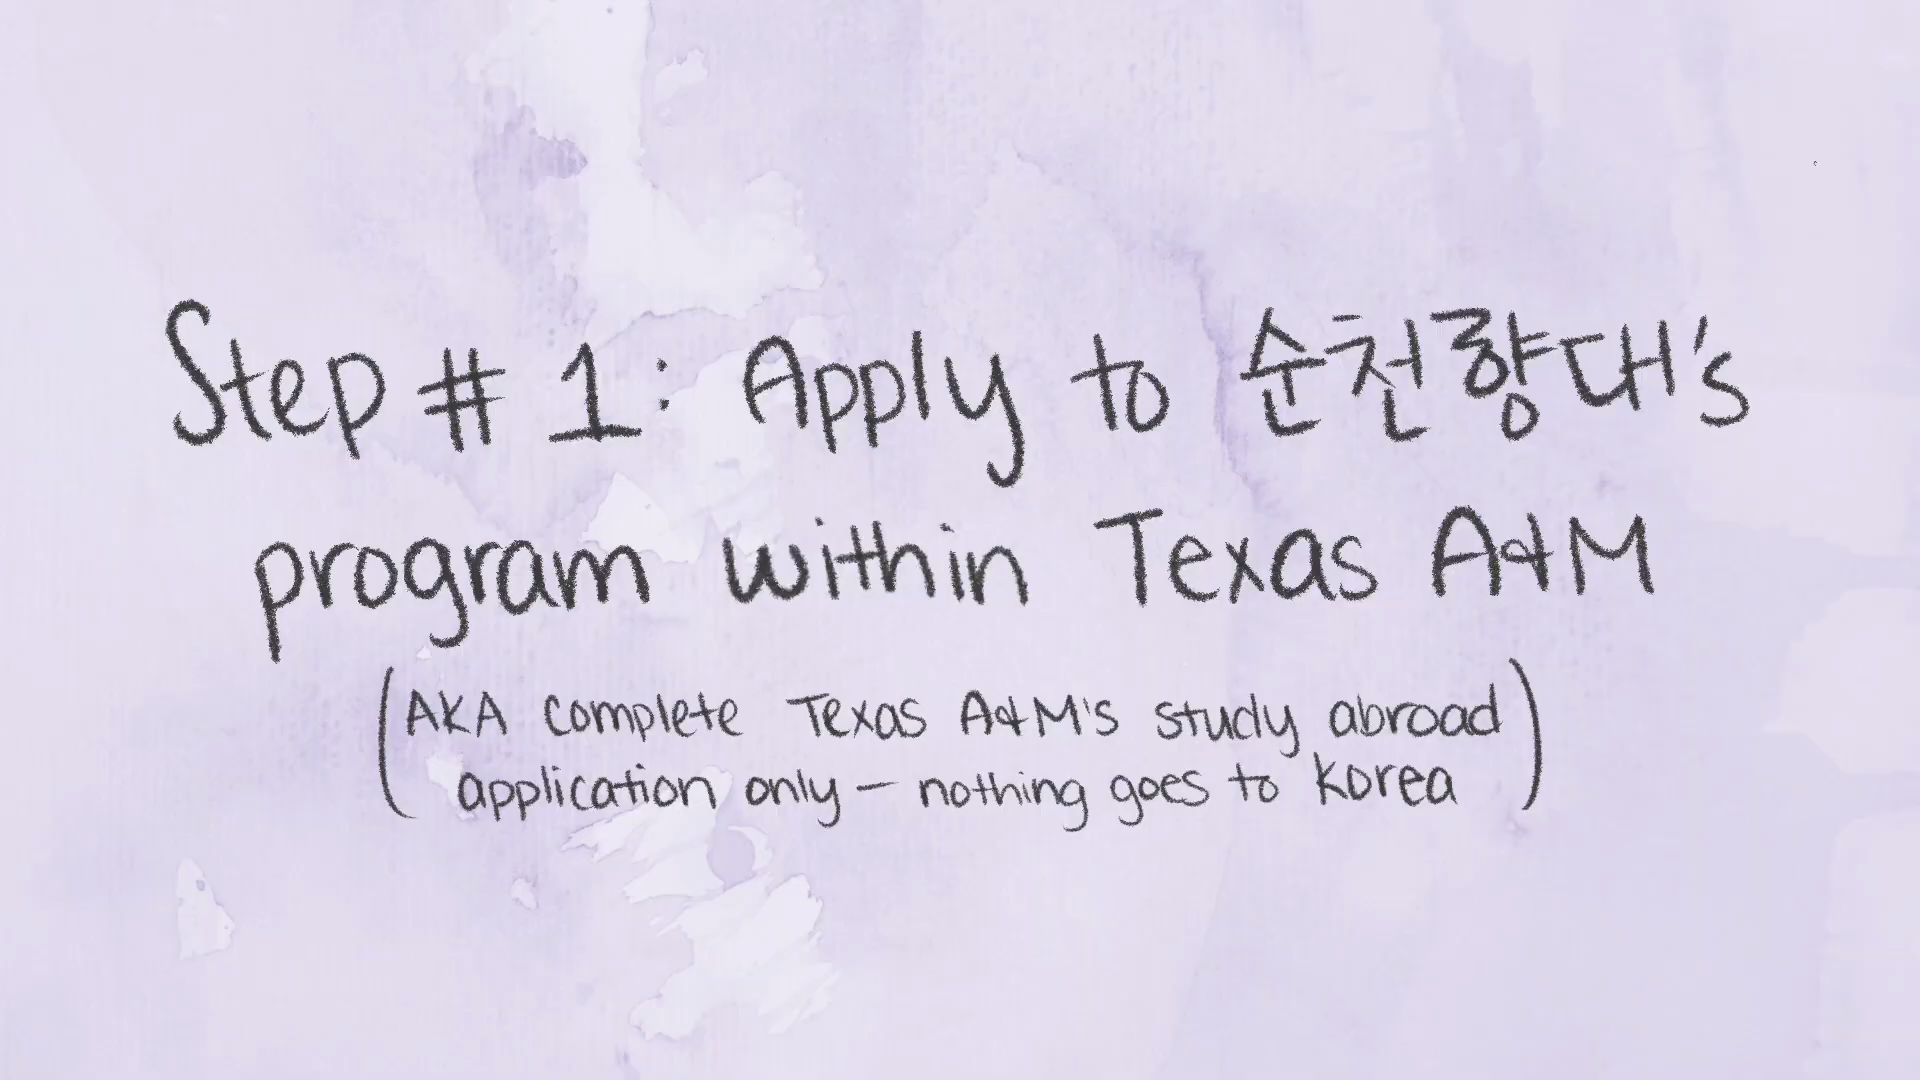 Step #1: Apply to 순천향대's
program within Texas A&M
(AKA complete Texas A&M's study abroad
application only – nothing goes to Korea)